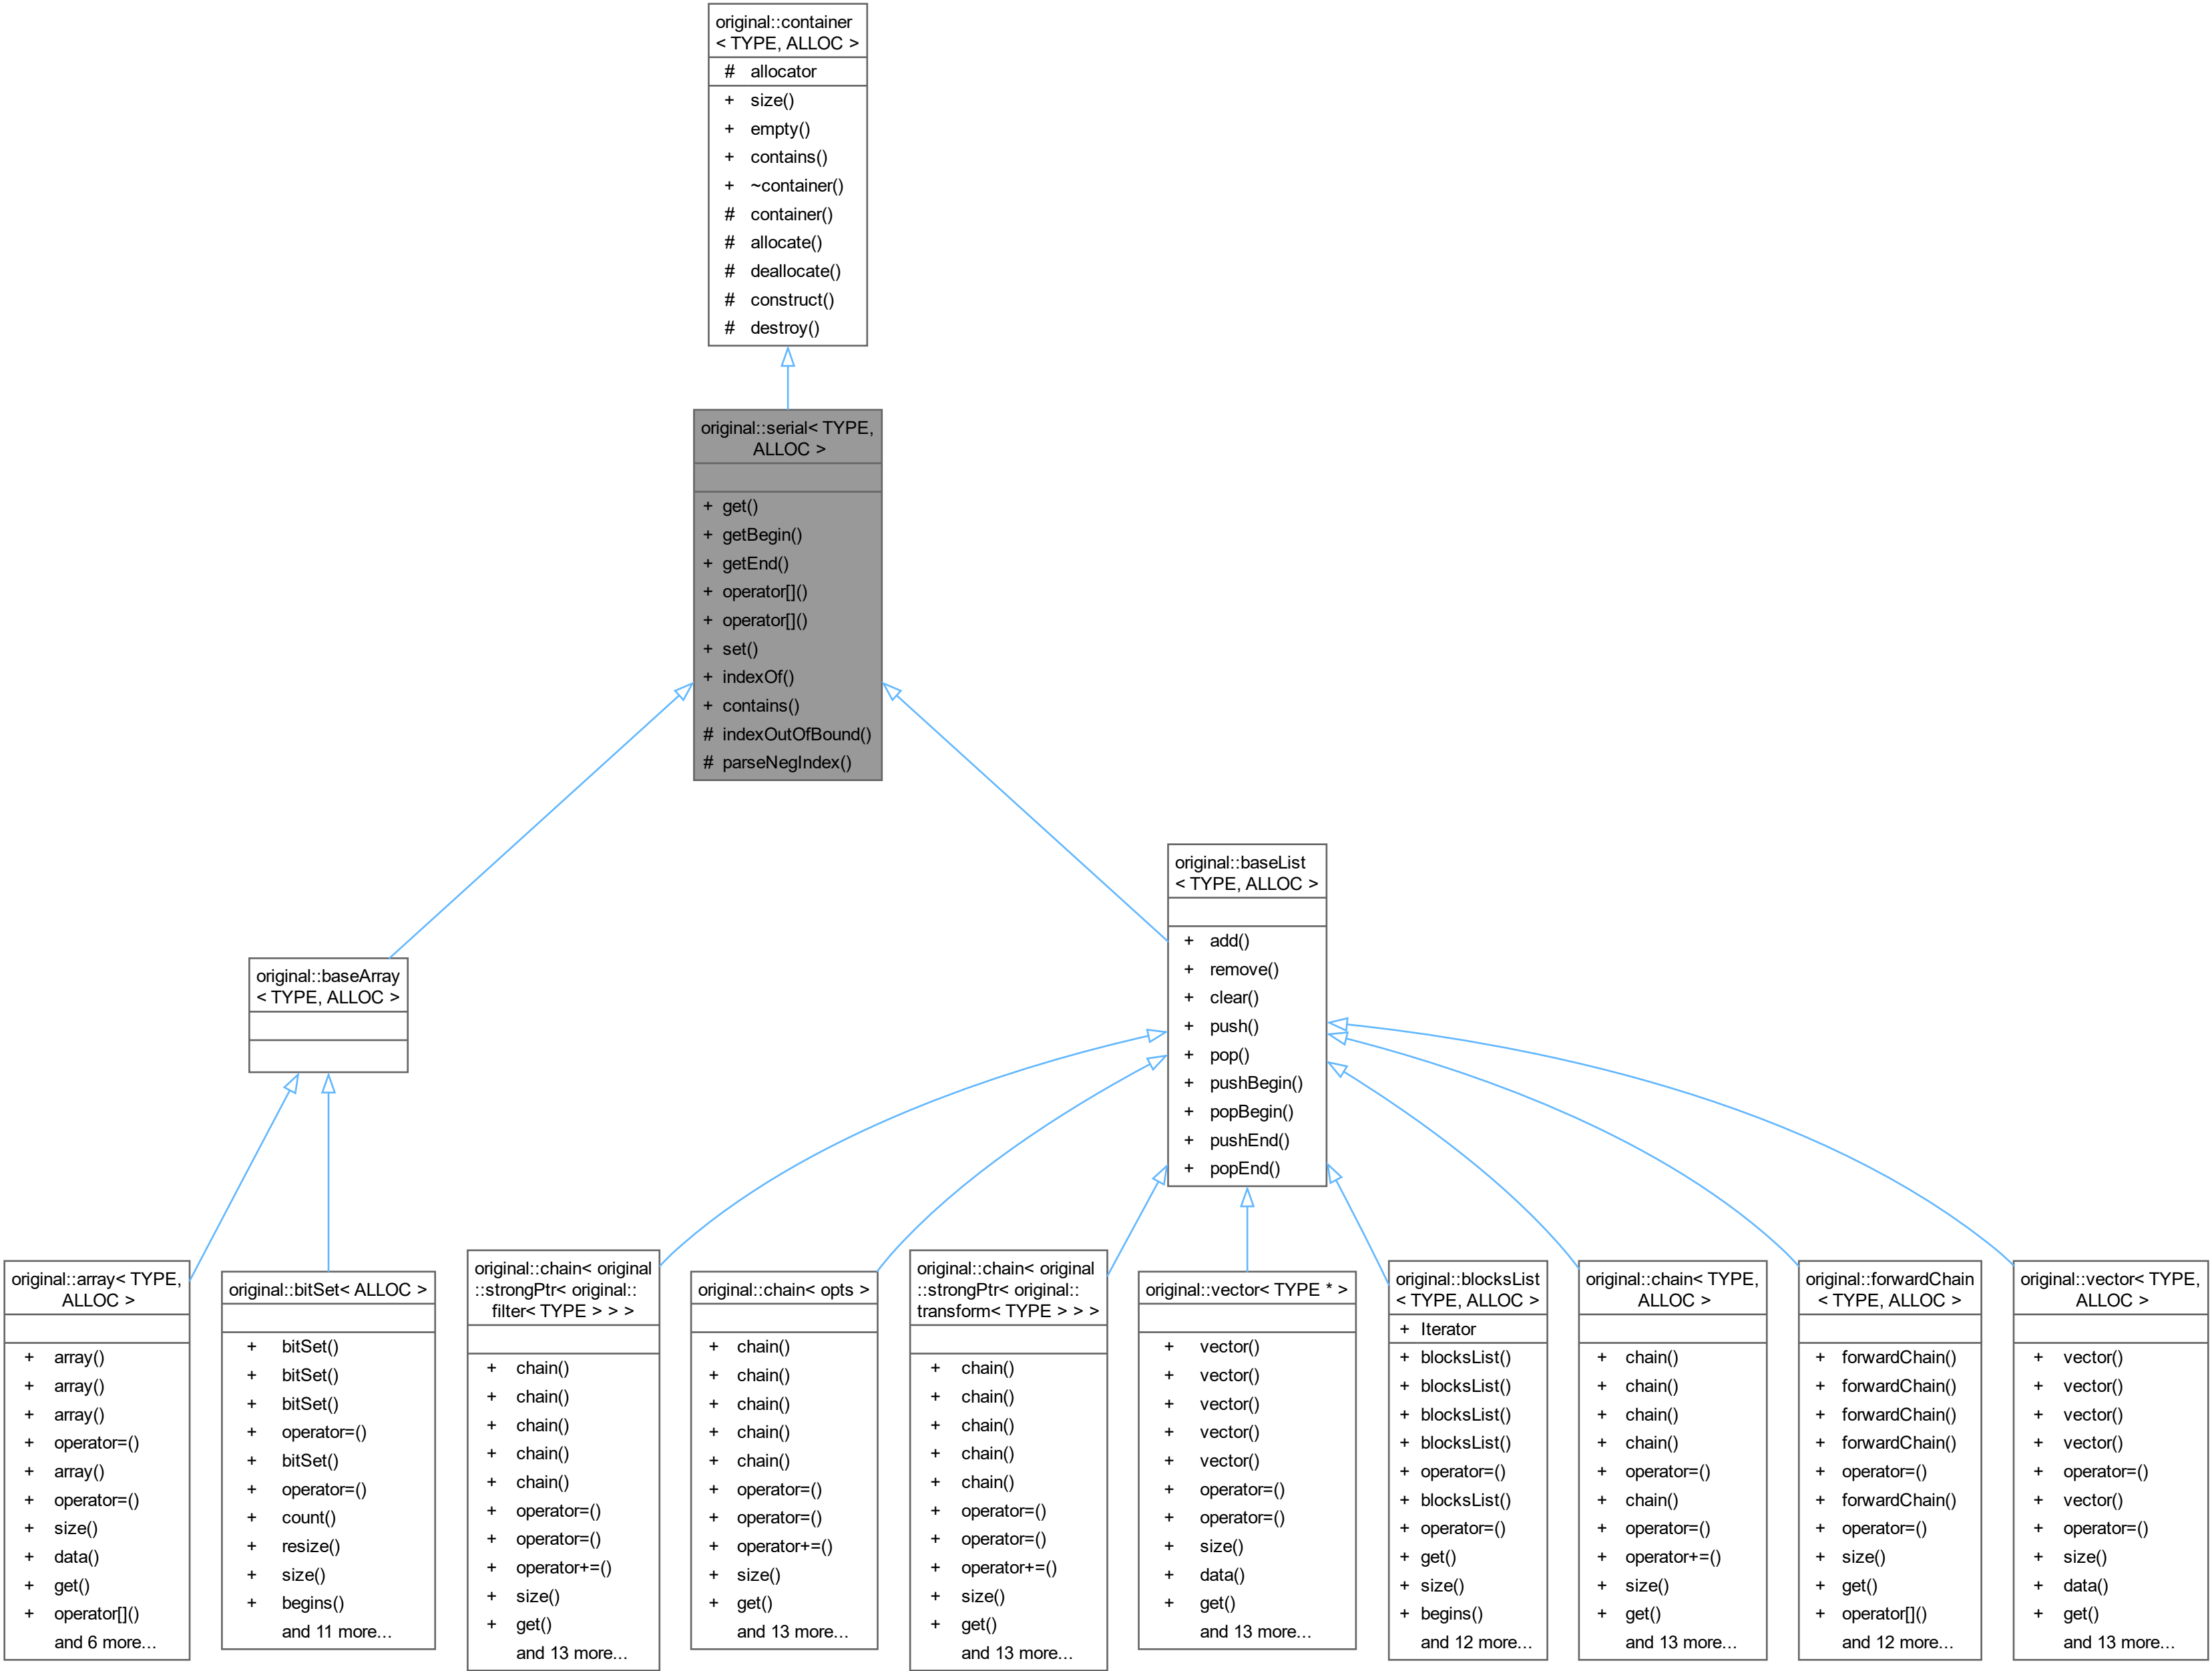 original::container
< TYPE, ALLOC >
# allocator
+ size()
+ empty()
+ contains()
+ ~container()
# container()
# allocate()
# deallocate()
# construct()
# destroy()
original::serial< TYPE,
ALLOC >
+ get()
+ getBegin()
+ getEnd()
+ operator[]()
+ operator[]()
+ set()
+ indexOf()
+ contains()
# indexOutOfBound()
# parseNegIndex()
original::baseArray
< TYPE, ALLOC >
original::baseList
< TYPE, ALLOC >
+ add()
+ remove()
+ clear()
+ push()
+ pop()
+ pushBegin()
+ popBegin()
+ pushEnd()
+ popEnd()
original::array< TYPE,
ALLOC >
+ array()
+ array()
+ array()
+ operator=()
+ array()
+ operator=()
+ size()
+ data()
+ get()
+ operator[]()
and 6 more...
original::bitSet< ALLOC >
+ bitSet()
+ bitSet()
+ bitSet()
+ operator=()
+ bitSet()
+ operator=()
+ count()
+ resize()
+ size()
+ begins()
and 11 more...
original::chain< original
::strongPtr< original::
filter< TYPE > > >
+ chain()
+ chain()
+ chain()
+ chain()
+ chain()
+ operator=()
+ operator=()
+ operator+=()
+ size()
+ get()
and 13 more...
original::chain< opts >
+ chain()
+ chain()
+ chain()
+ chain()
+ chain()
+ operator=()
+ operator=()
+ operator+=()
+ size()
+ get()
and 13 more...
original::chain< original
::strongPtr< original::
transform< TYPE > > >
+ chain()
+ chain()
+ chain()
+ chain()
+ chain()
+ operator=()
+ operator=()
+ operator+=()
+ size()
+ get()
and 13 more...
original::vector< TYPE * >
+ vector()
+ vector()
+ vector()
+ vector()
+ vector()
+ operator=()
+ operator=()
+ size()
+ data()
+ get()
and 13 more...
original::blocksList
< TYPE, ALLOC >
+ Iterator
+ blocksList()
+ blocksList()
+ blocksList()
+ blocksList()
+ operator=()
+ blocksList()
+ operator=()
+ get()
+ size()
+ begins()
and 12 more...
original::chain< TYPE,
ALLOC >
+ chain()
+ chain()
+ chain()
+ chain()
+ operator=()
+ chain()
+ operator=()
+ operator+=()
+ size()
+ get()
and 13 more...
original::forwardChain
< TYPE, ALLOC >
+ forwardChain()
+ forwardChain()
+ forwardChain()
+ forwardChain()
+ operator=()
+ forwardChain()
+ operator=()
+ size()
+ get()
+ operator[]()
and 12 more...
original::vector< TYPE,
ALLOC >
+ vector()
+ vector()
+ vector()
+ vector()
+ operator=()
+ vector()
+ operator=()
+ size()
+ data()
+ get()
and 13 more...